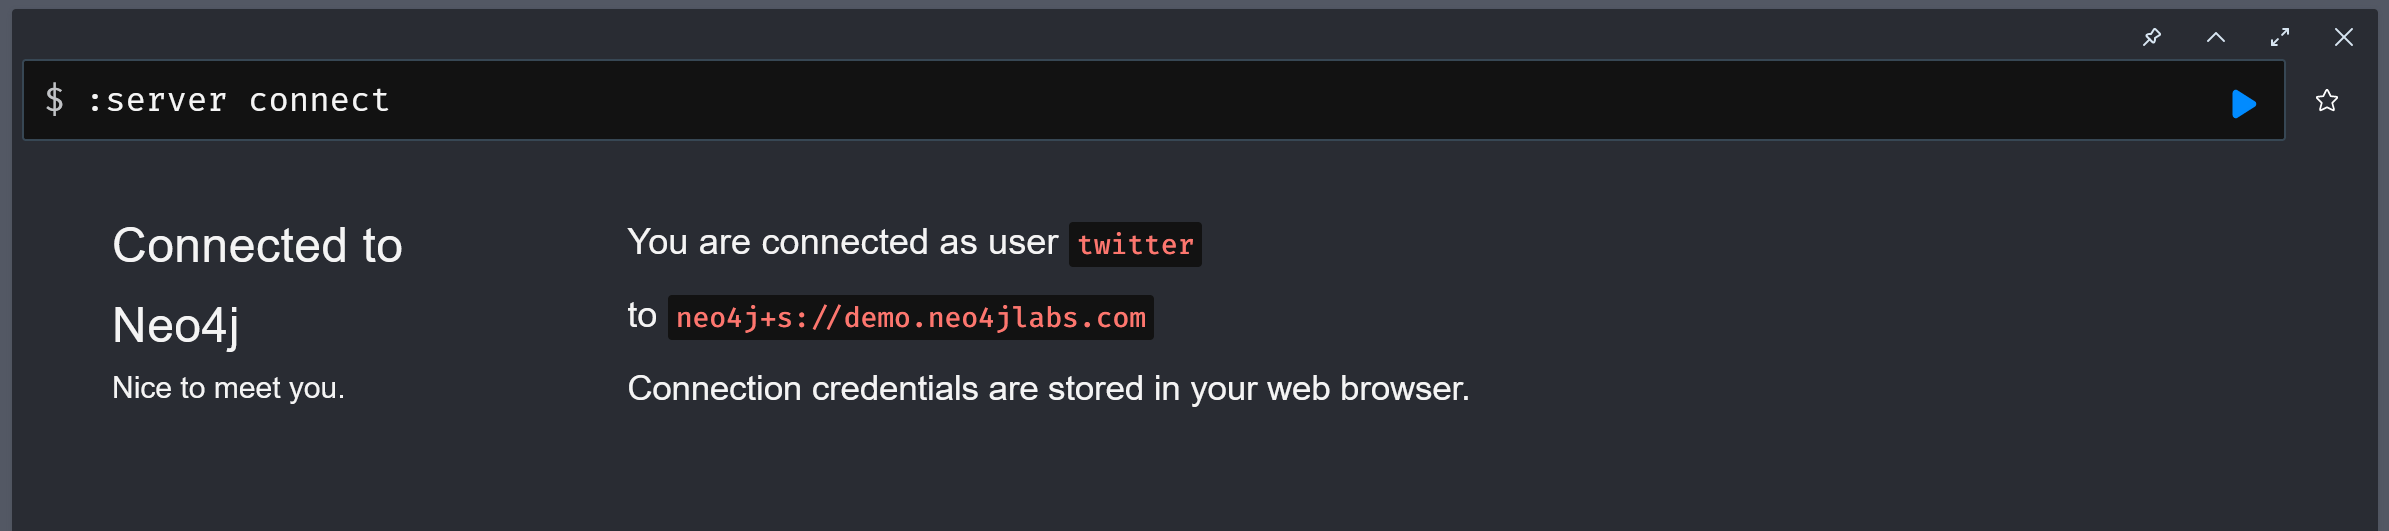 $ :server connect
Connected to
Neo4j
Nice to meet you.
You are connected as user twitter
to neo4j+s://demo.neo4jlabs.com
Connection credentials are stored in your web browser.